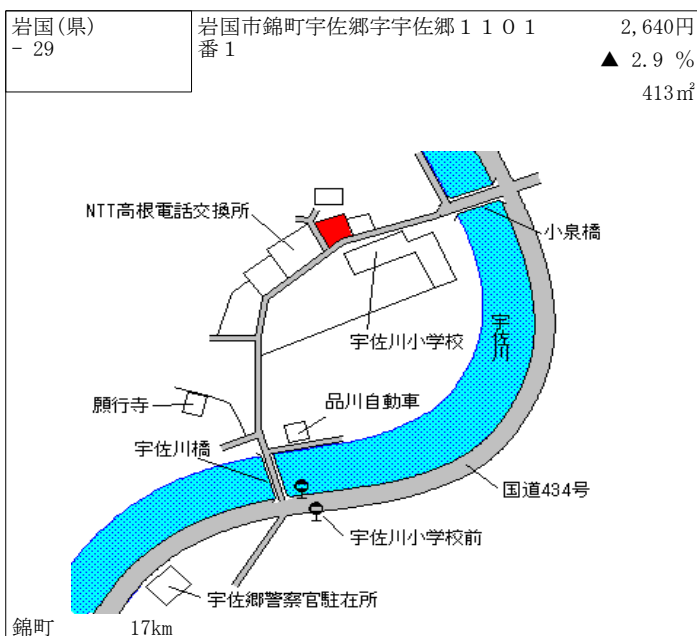 岩国(県)
- 29
岩国市錦町宇佐郷字宇佐郷１１０１
番１
2,640円
▲ 2.9 %
413㎡
NTT高根電話交換所
小泉橋
宇佐川小学校
宇佐川
願行寺
品川自動車
宇佐川橋
国道434号
宇佐川小学校前
宇佐郷警察官駐在所
錦町 17km